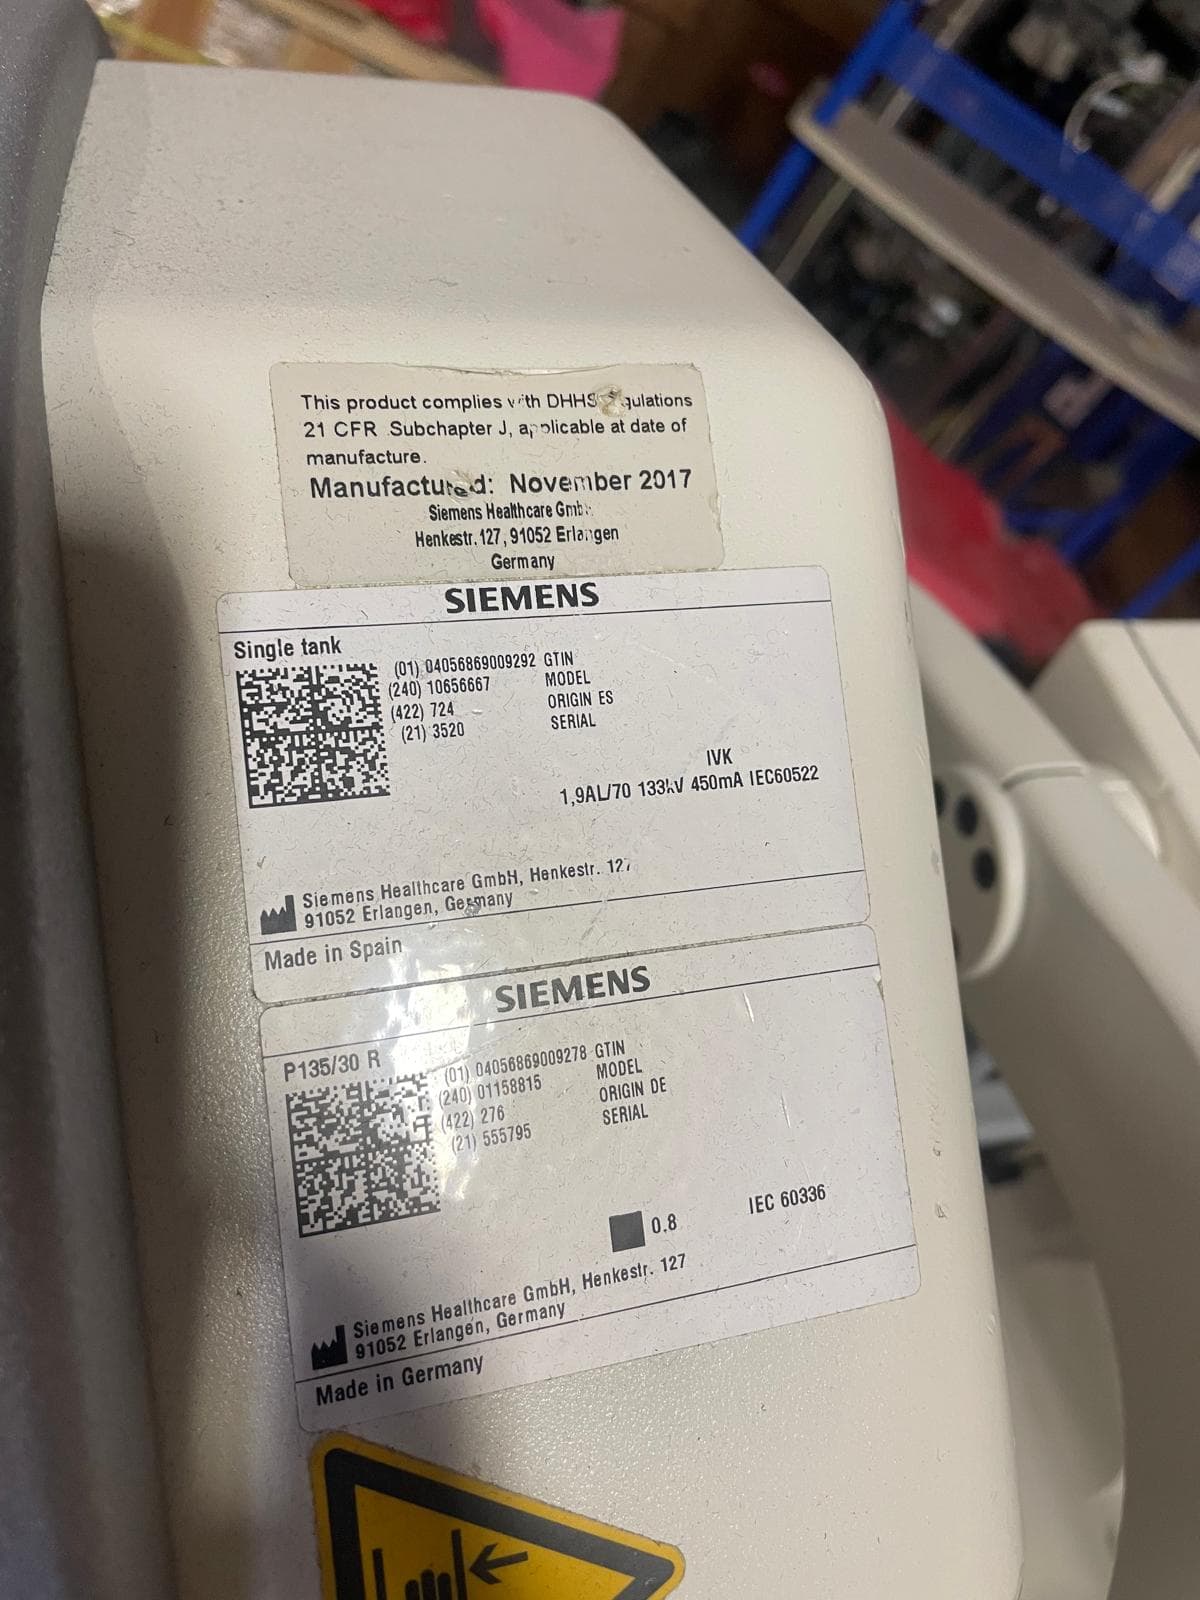 This product complies with DHHS
21 CFR Subchapter J, applicable at date of
manufacture.
Manufactured: November 2017
Siemens Healthcare GmbH
Henkestr. 127, 91052 Erlangen
Germany
SIEMENS
Single tank
(01) 04056869009292 GTIN
(240) 10656667 MODEL
(422) 724 ORIGIN ES
(21) 3520 SERIAL
IVK
1,9AL/70 133kV 450mA IEC60522
Siemens Healthcare GmbH, Henkestr. 127
91052 Erlangen, Germany
Made in Spain
SIEMENS
P135/30 R
(01) 04056869009278 GTIN
(240) 01158815 MODEL
(422) 276 ORIGIN DE
(21) 555795 SERIAL
0.8 IEC 60336
Siemens Healthcare GmbH, Henkestr. 127
91052 Erlangen, Germany
Made in Germany